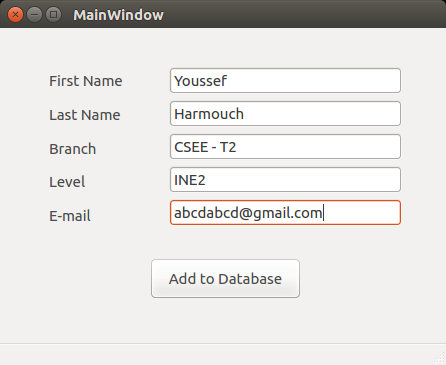 MainWindow
First Name Youssef
Last Name Harmouch
Branch CSEE - T2
Level INE2
E-mail abcdabcd@gmail.com
Add to Database